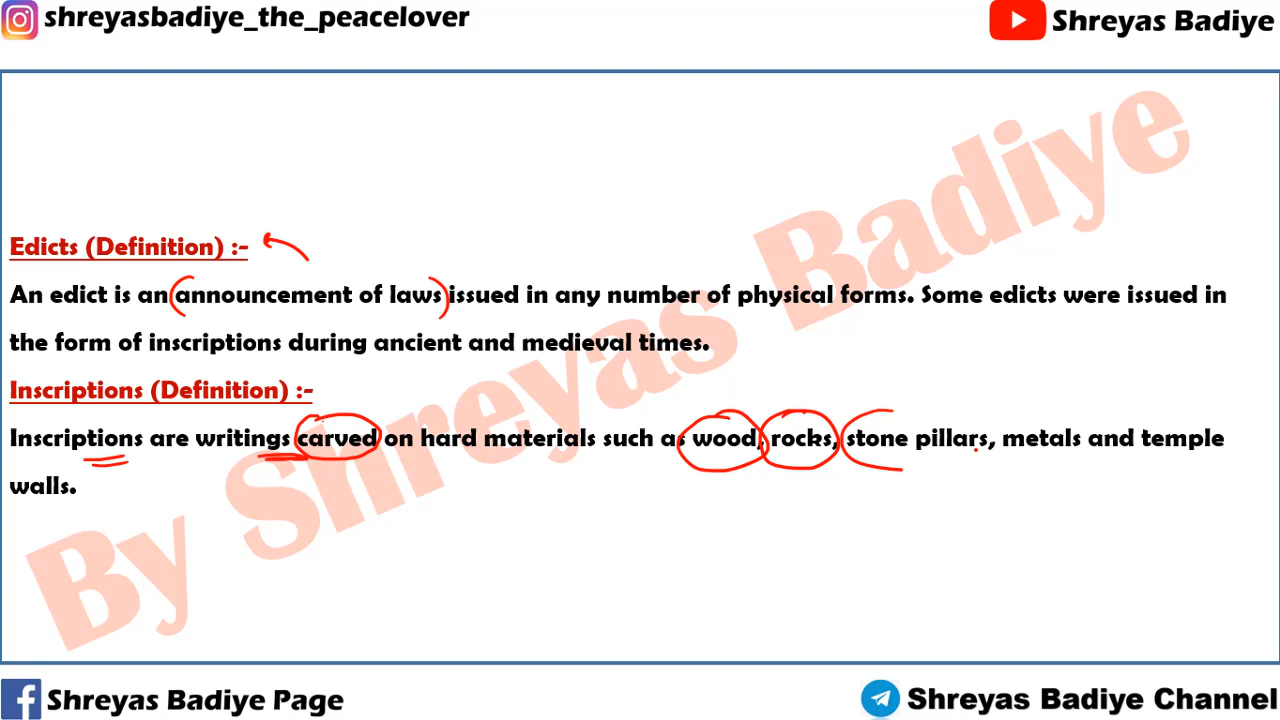 shreyasbadiye_the_peacelover
Shreyas Badiye
Edicts (Definition) :-
An edict is an announcement of laws issued in any number of physical forms. Some edicts were issued in
the form of inscriptions during ancient and medieval times.
Inscriptions (Definition) :-
Inscriptions are writings carved on hard materials such as wood, rocks, stone pillars, metals and temple
walls.
By Shreyas Badiye
Shreyas Badiye Page
Shreyas Badiye Channel